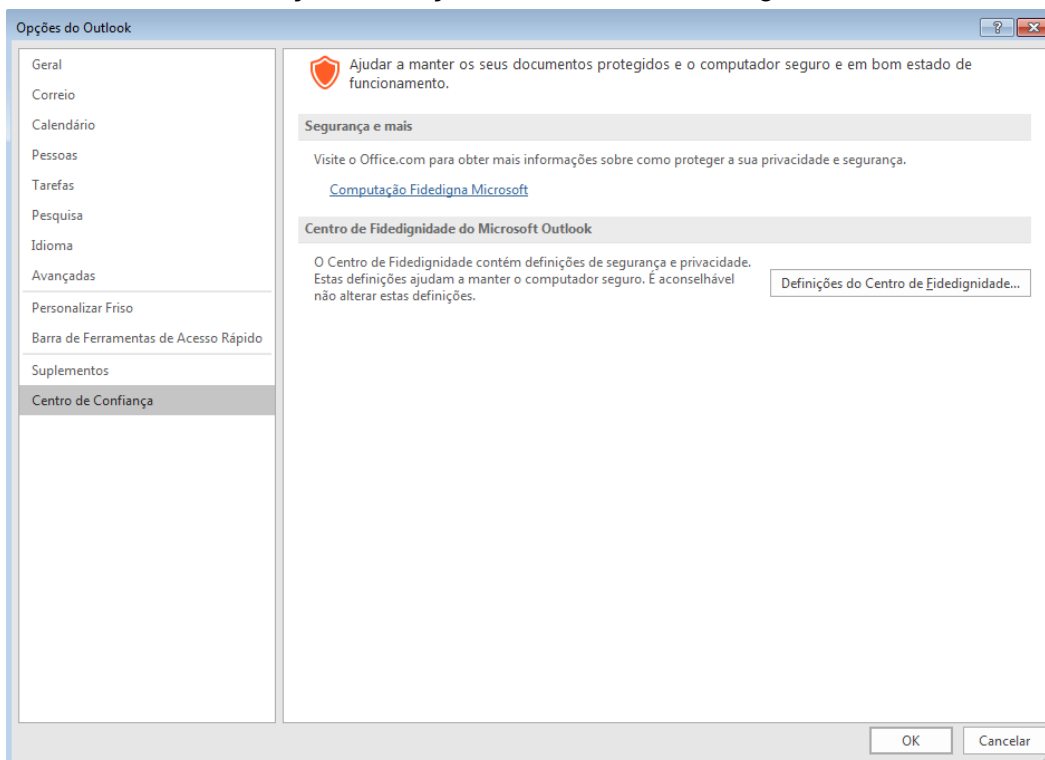 Opções do Outlook
Geral
Correio
Calendário
Pessoas
Tarefas
Pesquisa
Idioma
Avançadas
Personalizar Friso
Barra de Ferramentas de Acesso Rápido
Suplementos
Centro de Confiança
Ajudar a manter os seus documentos protegidos e o computador seguro e em bom estado de
funcionamento.
Segurança e mais
Visite o Office.com para obter mais informações sobre como proteger a sua privacidade e segurança.
Computação Fidedigna Microsoft
Centro de Fidedignidade do Microsoft Outlook
O Centro de Fidedignidade contém definições de segurança e privacidade.
Estas definições ajudam a manter o computador seguro. É aconselhável
não alterar estas definições.
Definições do Centro de Fidedignidade...
OK
Cancelar